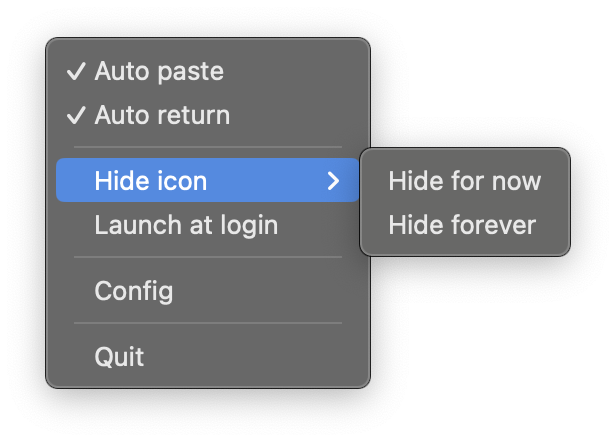 Auto paste
Auto return
Hide icon
Hide for now
Launch at login
Hide forever
Config
Quit